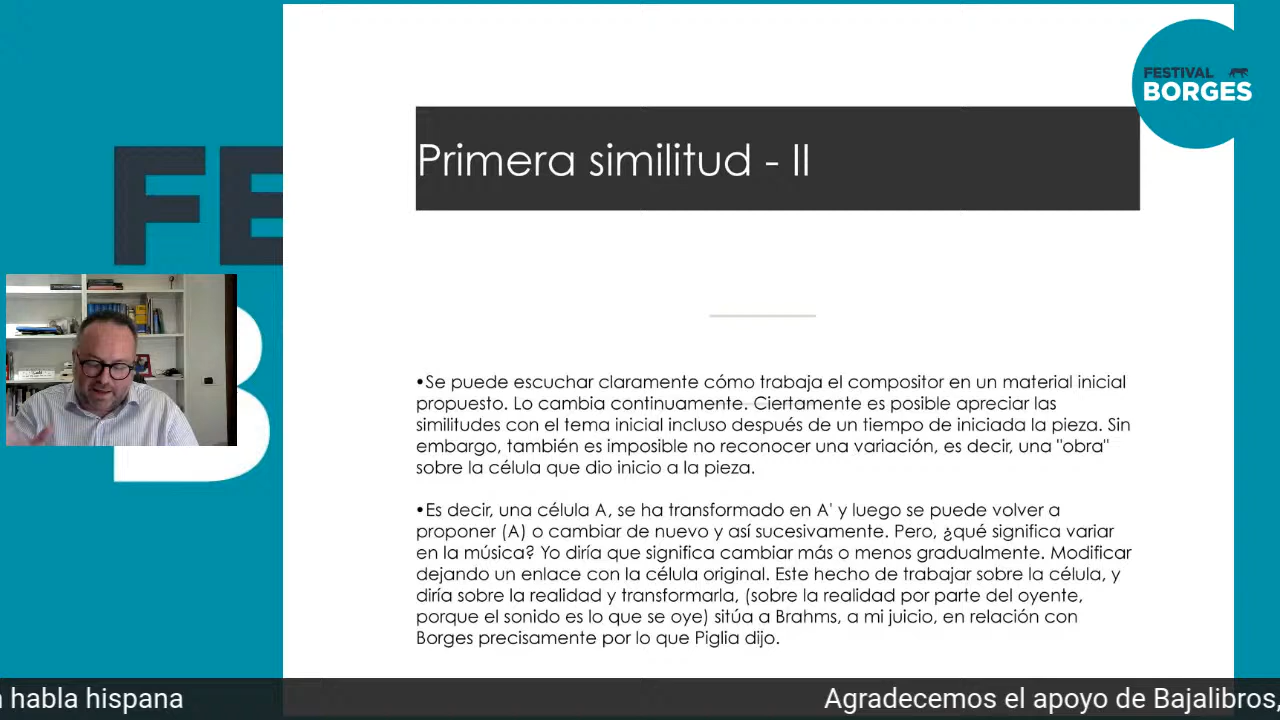 FESTIVAL
BORGES
Primera similitud - II
FE
B
•Se puede escuchar claramente cómo trabaja el compositor en un material inicial
propuesto. Lo cambia continuamente. Ciertamente es posible apreciar las
similitudes con el tema inicial incluso después de un tiempo de iniciada la pieza. Sin
embargo, también es imposible no reconocer una variación, es decir, una "obra"
sobre la célula que dio inicio a la pieza.
•Es decir, una célula A, se ha transformado en A' y luego se puede volver a
proponer (A) o cambiar de nuevo y así sucesivamente. Pero, ¿qué significa variar
en la música? Yo diría que significa cambiar más o menos gradualmente. Modificar
dejando un enlace con la célula original. Este hecho de trabajar sobre la célula, y
diría sobre la realidad y transformarla, (sobre la realidad por parte del oyente,
porque el sonido es lo que se oye) sitúa a Brahms, a mi juicio, en relación con
Borges precisamente por lo que Piglia dijo.
habla hispana
Agradecemos el apoyo de Bajalibros,